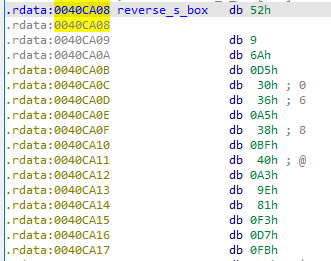 .rdata:0040CA08 reverse_s_box db 52h
.rdata:0040CA08
.rdata:0040CA09 db 9
.rdata:0040CA0A db 6Ah
.rdata:0040CA0B db 0D5h
.rdata:0040CA0C db 30h ; 0
.rdata:0040CA0D db 36h ; 6
.rdata:0040CA0E db 0A5h
.rdata:0040CA0F db 38h ; 8
.rdata:0040CA10 db 0BFh
.rdata:0040CA11 db 40h ; @
.rdata:0040CA12 db 0A3h
.rdata:0040CA13 db 9Eh
.rdata:0040CA14 db 81h
.rdata:0040CA15 db 0F3h
.rdata:0040CA16 db 0D7h
.rdata:0040CA17 db 0FBh